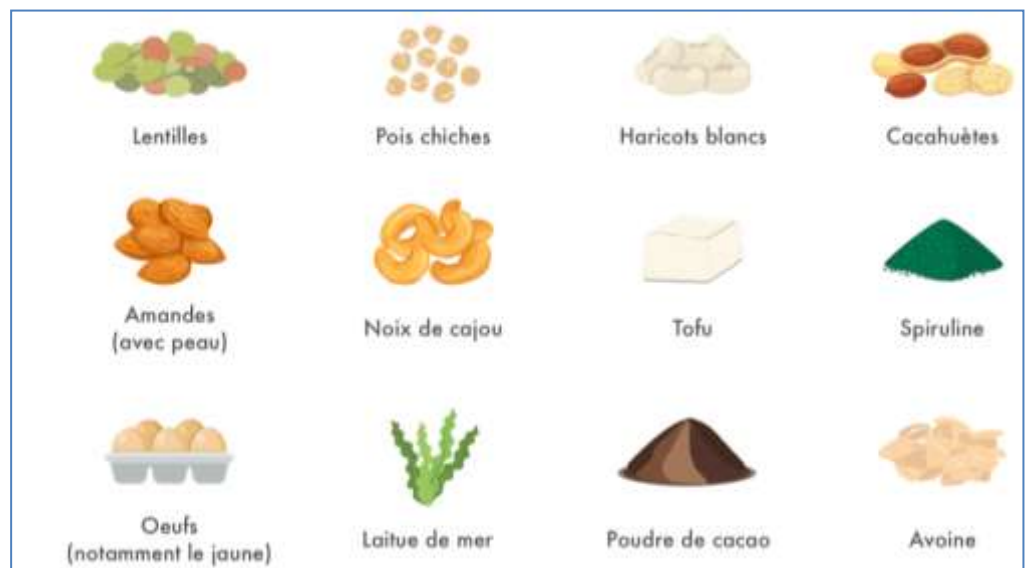 Lentilles
Pois chiches
Haricots blancs
Cacahuètes
Amandes
(avec peau)
Noix de cajou
Tofu
Spiruline
Oeufs
(notamment le jaune)
Laitue de mer
Poudre de cacao
Avoine